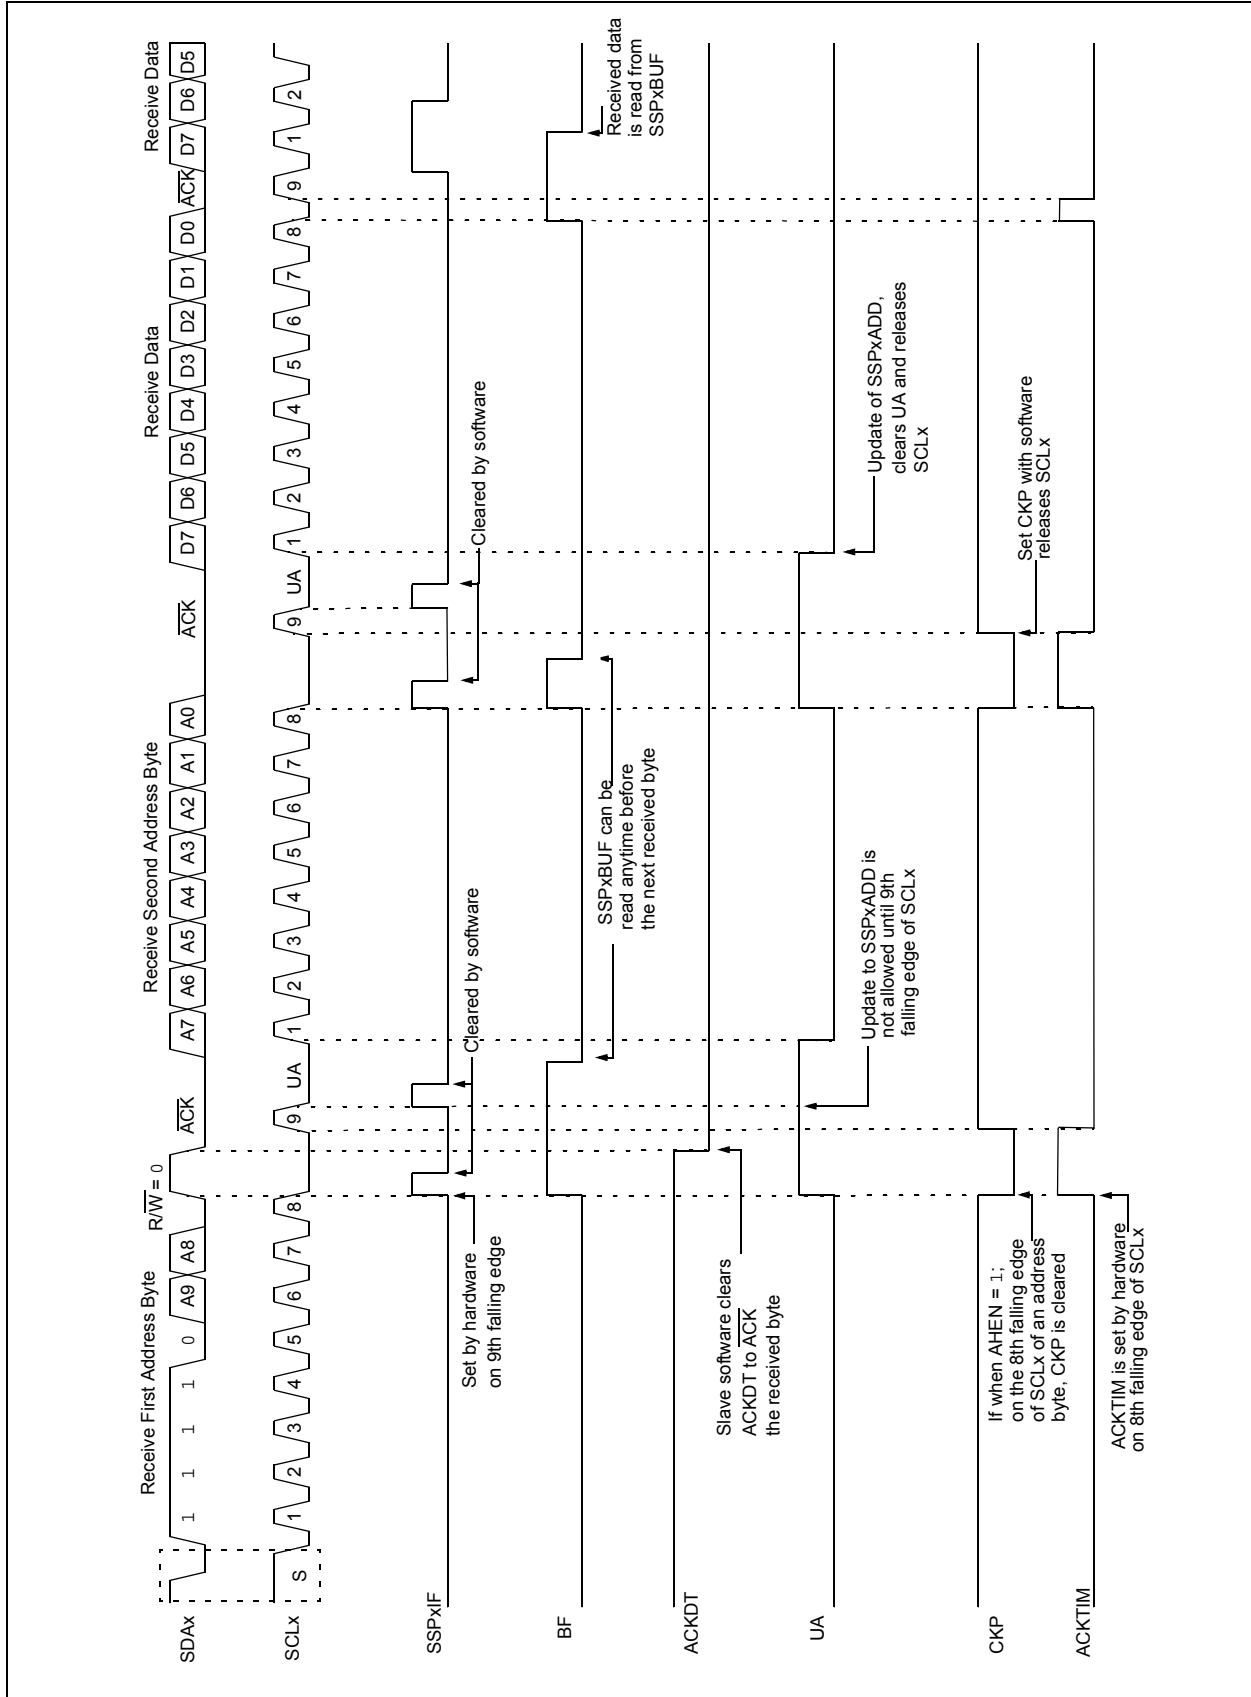 Receive First Address Byte
R/W = 0
Receive Second Address Byte
Receive Data
Receive Data
SDAx
1 1 1 1 0 A9 A8
ACK
A7 A6 A5 A4 A3 A2 A1 A0
ACK
D7 D6 D5 D4 D3 D2 D1 D0
ACK
D7 D6 D5
SCLx
S
1 2 3 4 5 6 7 8 9 UA
1 2 3 4 5 6 7 8 9 UA
1 2 3 4 5 6 7 8 9
1 2
SSPxIF
Set by hardware
on 9th falling edge
Cleared by software
Cleared by software
BF
SSPxBUF can be
read anytime before
the next received byte
Received data
is read from
SSPxBUF
ACKDT
Slave software clears
ACKDT to ACK
the received byte
UA
Update to SSPxADD is
not allowed until 9th
falling edge of SCLx
Update of SSPxADD,
clears UA and releases
SCLx
CKP
If when AHEN = 1;
on the 8th falling edge
of SCLx of an address
byte, CKP is cleared
Set CKP with software
releases SCLx
ACKTIM
ACKTIM is set by hardware
on 8th falling edge of SCLx